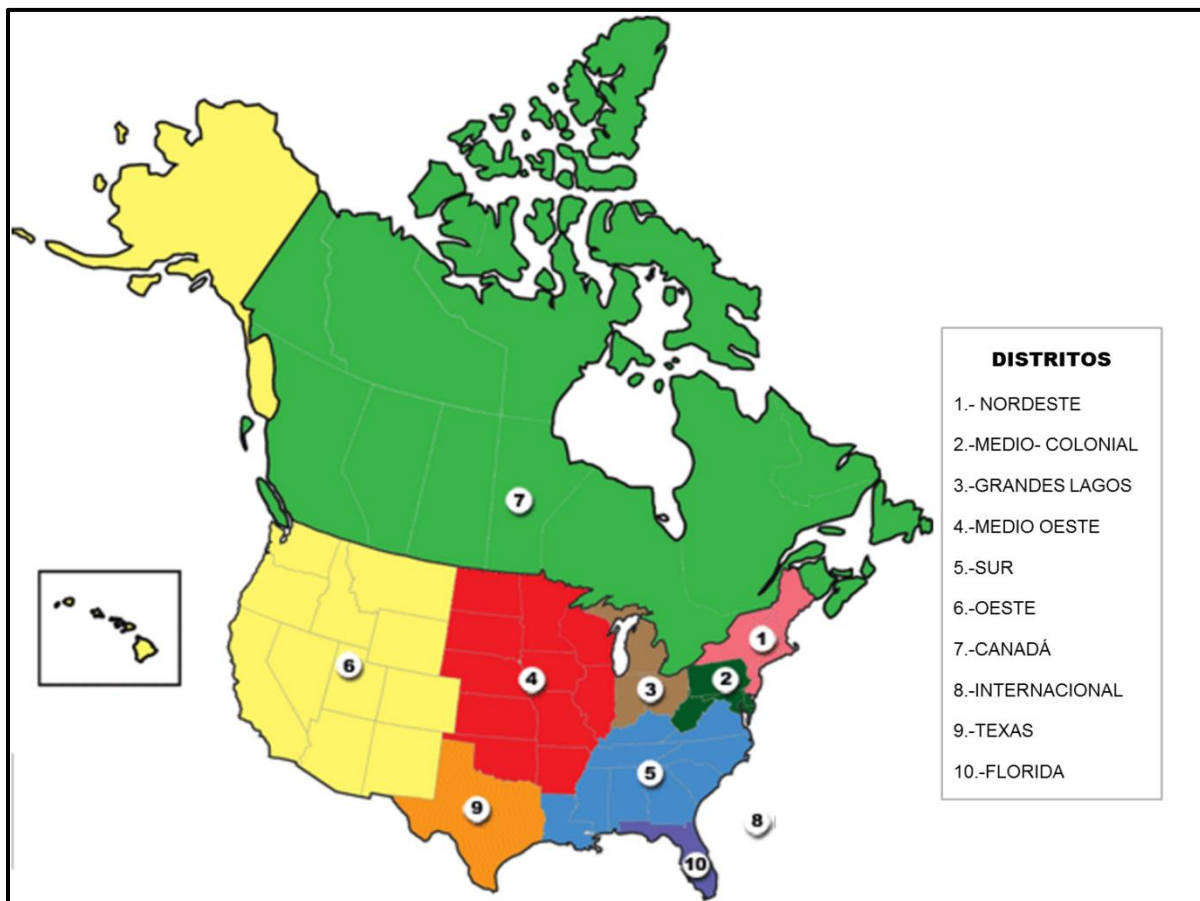 7
1
6
2
4
3
5
9
8
10
DISTRITOS
1.- NORDESTE
2.-MEDIO- COLONIAL
3.-GRANDES LAGOS
4.-MEDIO OESTE
5.-SUR
6.-OESTE
7.-CANADÁ
8.-INTERNACIONAL
9.-TEXAS
10.-FLORIDA